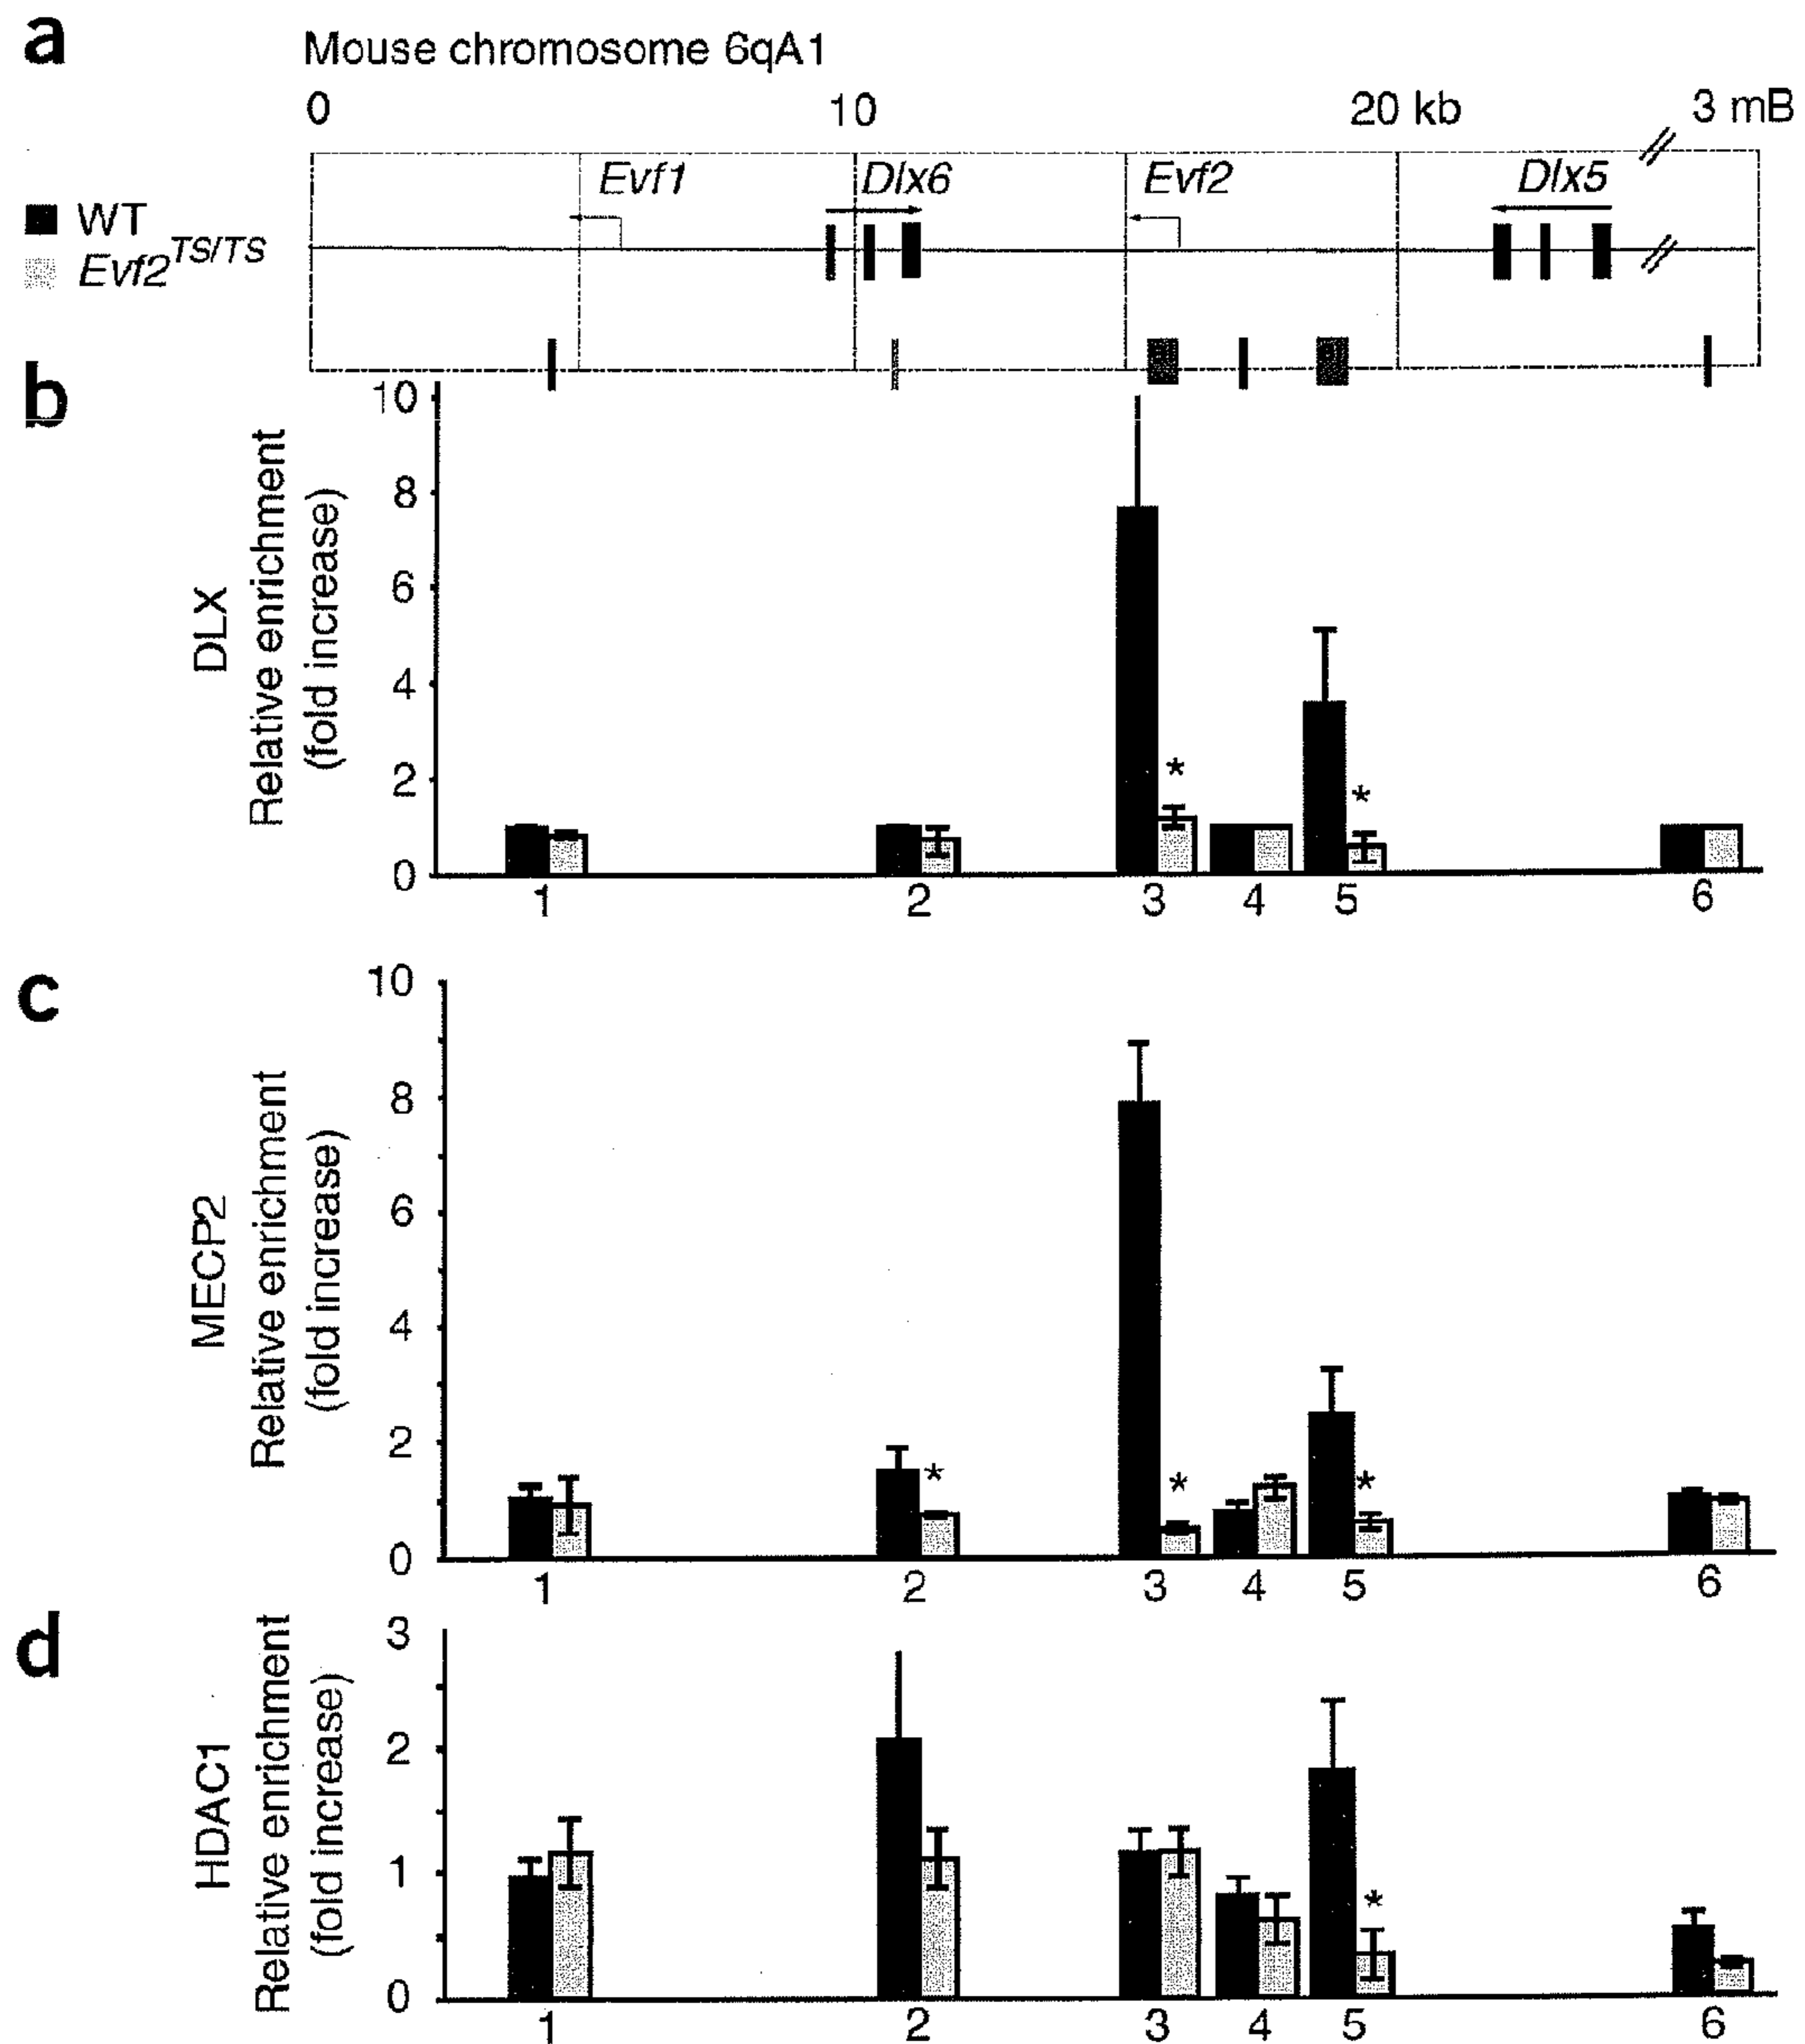 a
Mouse chromosome 6qA1
0 10 20 kb 3 mB
Evf1 Dlx6 Evf2 Dlx5
WT
Evf2TS/TS
b
DLX
Relative enrichment
(fold increase)
10
8
6
4
2
0
* *
1 2 3 4 5 6
c
MECP2
Relative enrichment
(fold increase)
10
8
6
4
2
0
* * *
1 2 3 4 5 6
d
HDAC1
Relative enrichment
(fold increase)
3
2
1
0
*
1 2 3 4 5 6